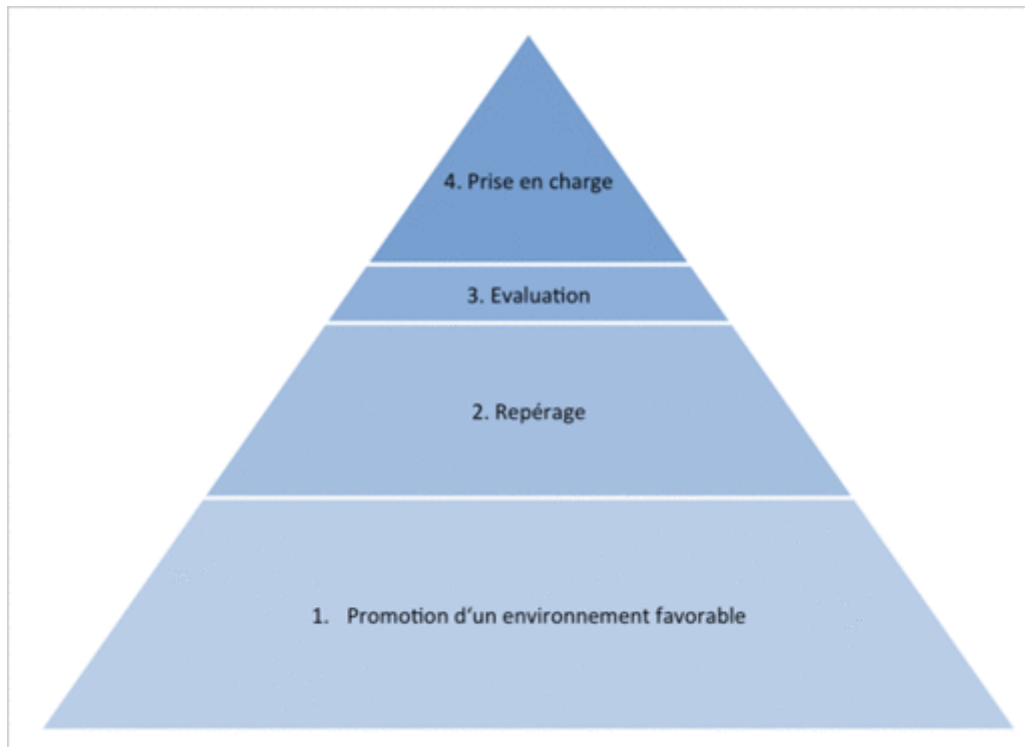 4. Prise en charge
3. Evaluation
2. Repérage
1. Promotion d‘un environnement favorable